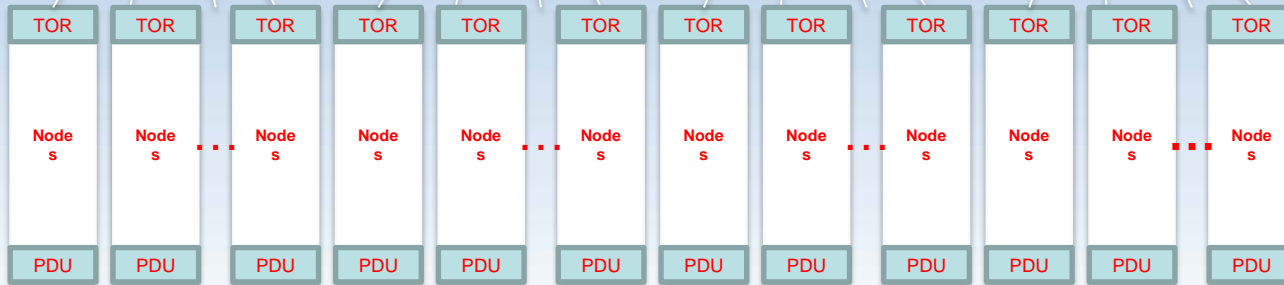 TOR TOR TOR TOR TOR TOR TOR TOR TOR TOR TOR TOR
Node Node Node Node Node Node Node Node Node Node Node Node
s s ... s s s ... s s s ... s s s ... s
PDU PDU PDU PDU PDU PDU PDU PDU PDU PDU PDU PDU